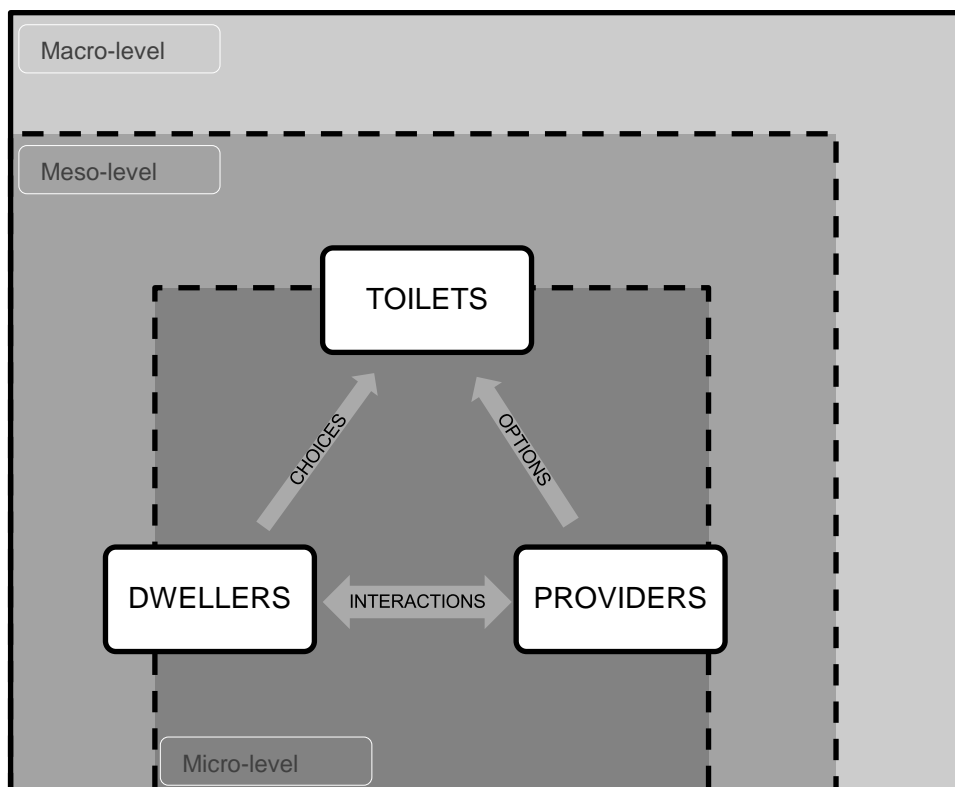 Macro-level
Meso-level
TOILETS
CHOICES
OPTIONS
DWELLERS
INTERACTIONS
PROVIDERS
Micro-level